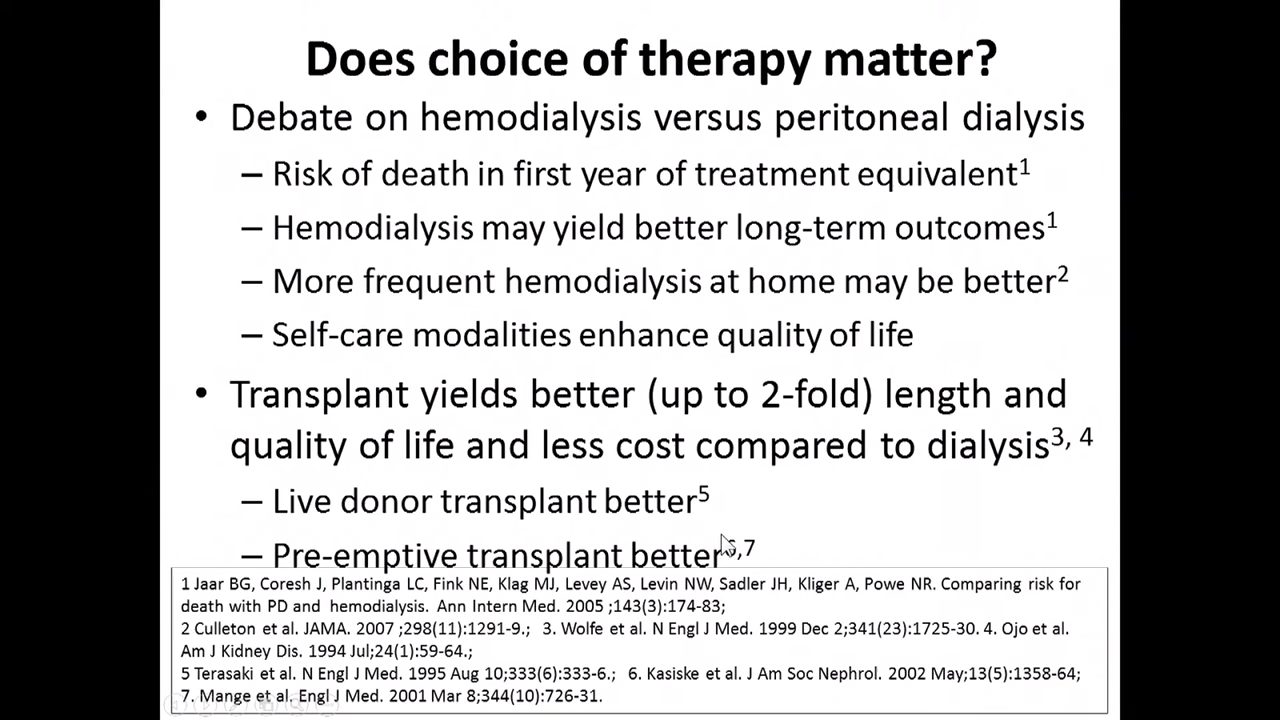 Does choice of therapy matter?
• Debate on hemodialysis versus peritoneal dialysis
– Risk of death in first year of treatment equivalent1
– Hemodialysis may yield better long-term outcomes1
– More frequent hemodialysis at home may be better2
– Self-care modalities enhance quality of life
• Transplant yields better (up to 2-fold) length and
quality of life and less cost compared to dialysis3, 4
– Live donor transplant better5
– Pre-emptive transplant better6,7
1 Jaar BG, Coresh J, Plantinga LC, Fink NE, Klag MJ, Levey AS, Levin NW, Sadler JH, Kliger A, Powe NR. Comparing risk for
death with PD and hemodialysis. Ann Intern Med. 2005 ;143(3):174-83;
2 Culleton et al. JAMA. 2007 ;298(11):1291-9.; 3. Wolfe et al. N Engl J Med. 1999 Dec 2;341(23):1725-30. 4. Ojo et al.
Am J Kidney Dis. 1994 Jul;24(1):59-64.;
5 Terasaki et al. N Engl J Med. 1995 Aug 10;333(6):333-6.; 6. Kasiske et al. J Am Soc Nephrol. 2002 May;13(5):1358-64;
7. Mange et al. Engl J Med. 2001 Mar 8;344(10):726-31.